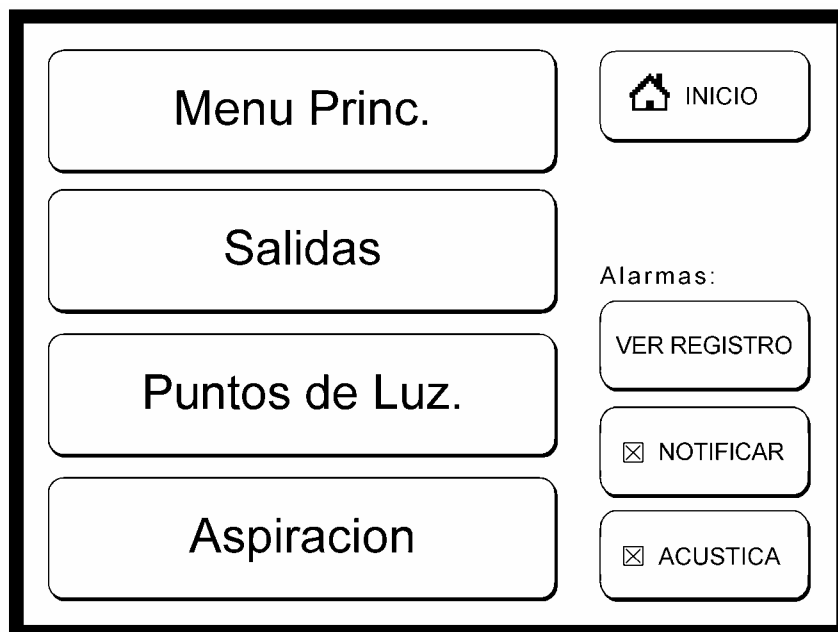 Menu Princ.
INICIO
Salidas
Alarmas:
VER REGISTRO
Puntos de Luz.
☒ NOTIFICAR
Aspiracion
☒ ACUSTICA